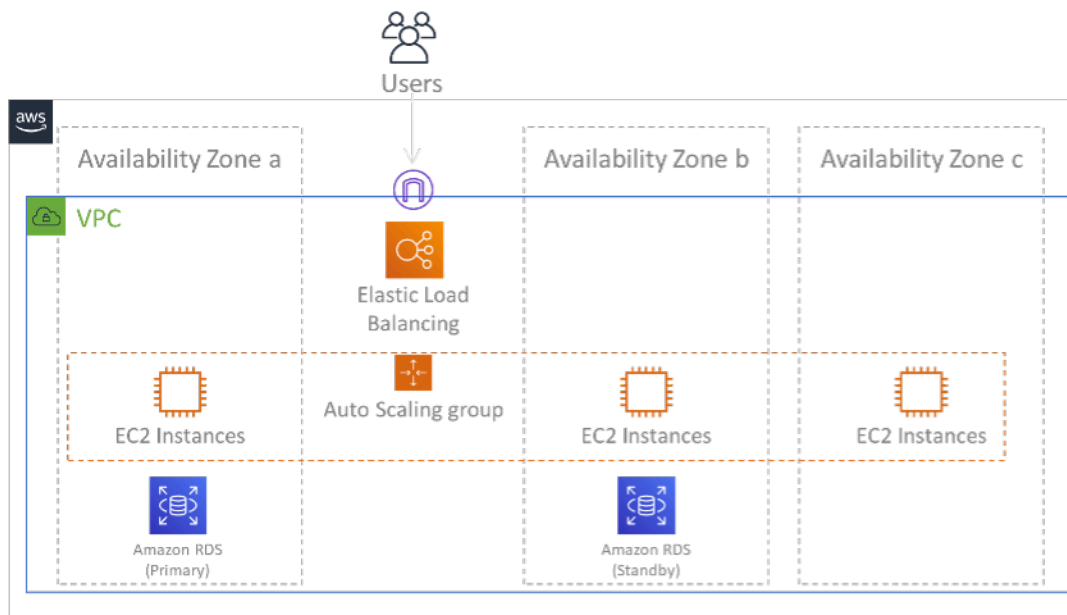 Users
aws
Availability Zone a
Availability Zone b
Availability Zone c
VPC
Elastic Load
Balancing
Auto Scaling group
EC2 Instances
EC2 Instances
EC2 Instances
Amazon RDS
(Primary)
Amazon RDS
(Standby)